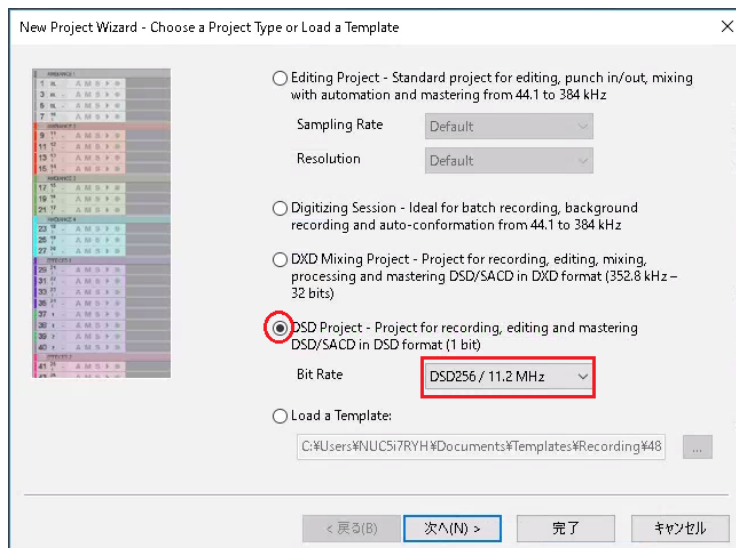 New Project Wizard - Choose a Project Type or Load a Template
Editing Project - Standard project for editing, punch in/out, mixing
with automation and mastering from 44.1 to 384 kHz
Sampling Rate
Default
Resolution
Default
Digitizing Session - Ideal for batch recording, background
recording and auto-conformation from 44.1 to 384 kHz
DXD Mixing Project - Project for recording, editing, mixing,
processing and mastering DSD/SACD in DXD format (352.8 kHz –
32 bits)
DSD Project - Project for recording, editing and mastering
DSD/SACD in DSD format (1 bit)
Bit Rate
DSD256 / 11.2 MHz
Load a Template:
C:¥Users¥NUC5i7RYH¥Documents¥Templates¥Recording¥48
...
< 戻る(B)
次へ(N) >
完了
キャンセル